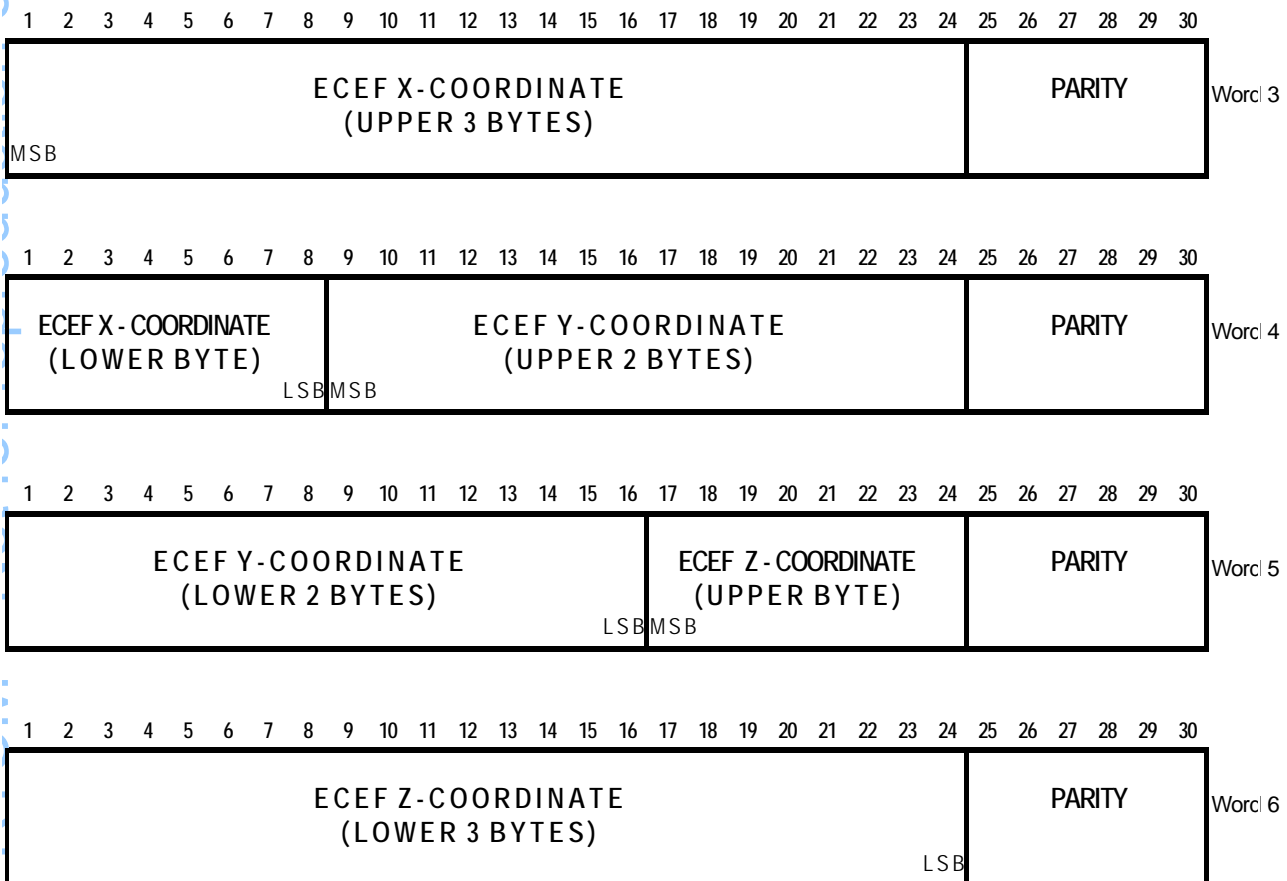 1 2 3 4 5 6 7 8 9 10 11 12 13 14 15 16 17 18 19 20 21 22 23 24 25 26 27 28 29 30
ECEF X-COORDINATE PARITY Word 3
(UPPER 3 BYTES)
MSB
1 2 3 4 5 6 7 8 9 10 11 12 13 14 15 16 17 18 19 20 21 22 23 24 25 26 27 28 29 30
ECEF X - COORDINATE ECEF Y-COORDINATE PARITY Word 4
(LOWER BYTE) (UPPER 2 BYTES)
LSB MSB
1 2 3 4 5 6 7 8 9 10 11 12 13 14 15 16 17 18 19 20 21 22 23 24 25 26 27 28 29 30
ECEF Y-COORDINATE ECEF Z - COORDINATE PARITY Word 5
(LOWER 2 BYTES) (UPPER BYTE)
LSB MSB
1 2 3 4 5 6 7 8 9 10 11 12 13 14 15 16 17 18 19 20 21 22 23 24 25 26 27 28 29 30
ECEF Z-COORDINATE PARITY Word 6
(LOWER 3 BYTES)
LSB